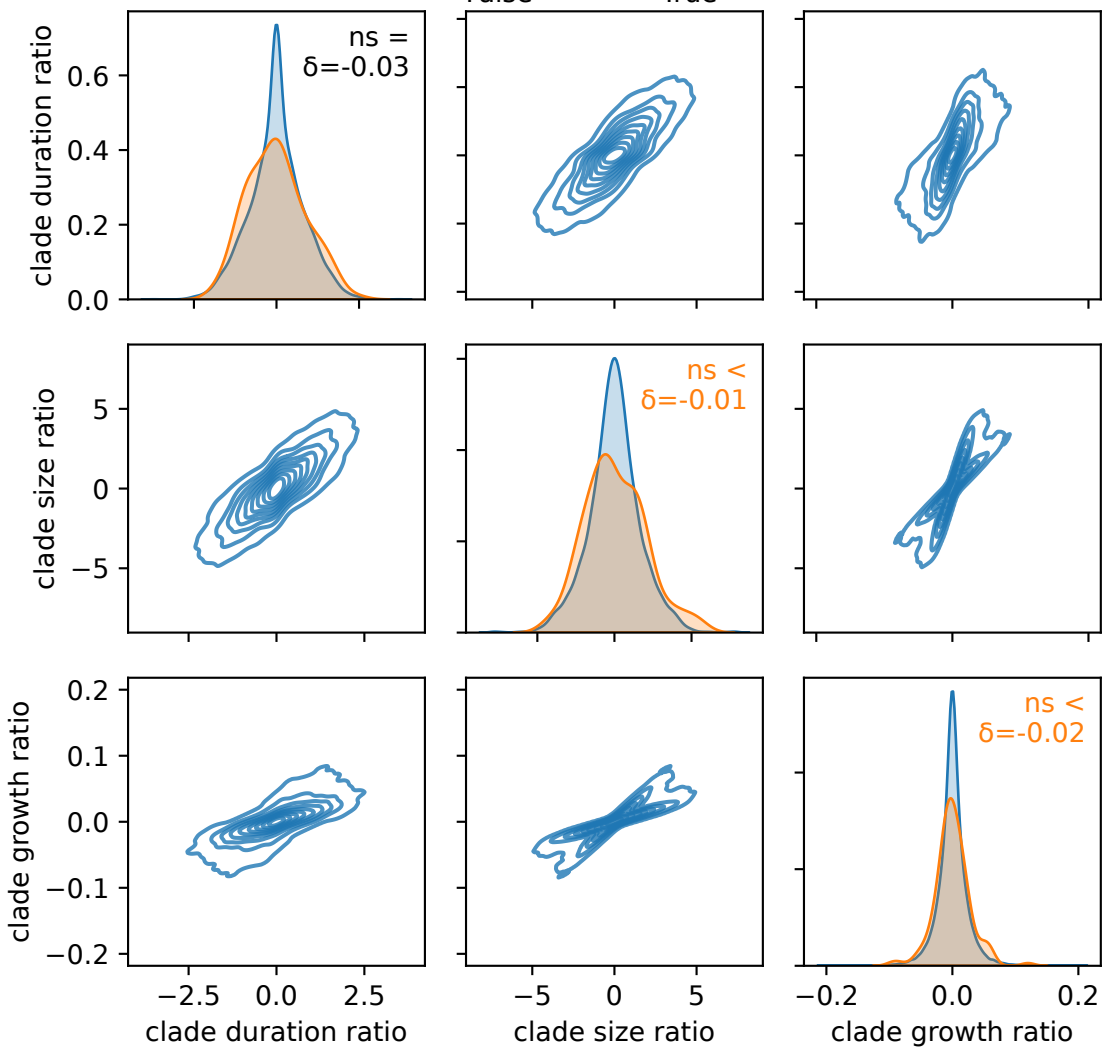 clade duration ratio
0.6
0.4
0.2
0.0
ns =
δ=-0.03
clade size ratio
5
0
−5
ns <
δ=-0.01
clade growth ratio
0.2
0.1
0.0
−0.1
−0.2
ns <
δ=-0.02
−2.5 0.0 2.5
−5 0 5
−0.2 0.0 0.2
clade duration ratio
clade size ratio
clade growth ratio